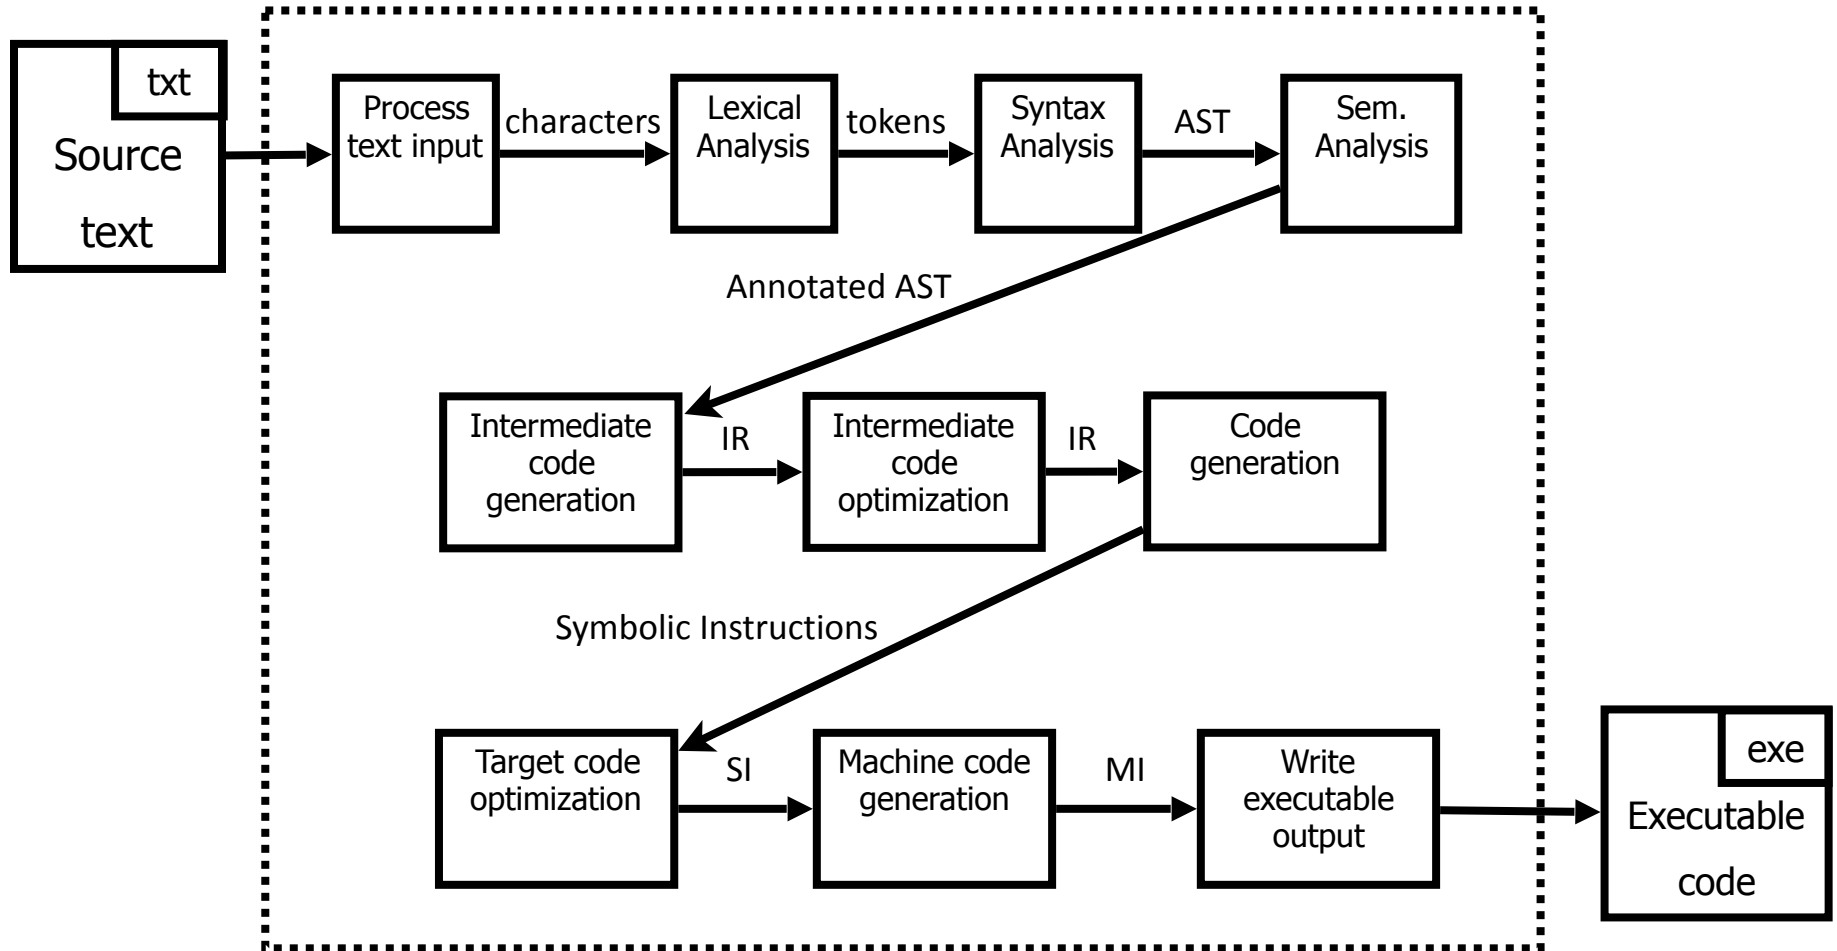 txt
Source
text
Process
text input
characters
Lexical
Analysis
tokens
Syntax
Analysis
AST
Sem.
Analysis
Annotated AST
Intermediate
code
generation
IR
Intermediate
code
optimization
IR
Code
generation
Symbolic Instructions
Target code
optimization
SI
Machine code
generation
MI
Write
executable
output
exe
Executable
code